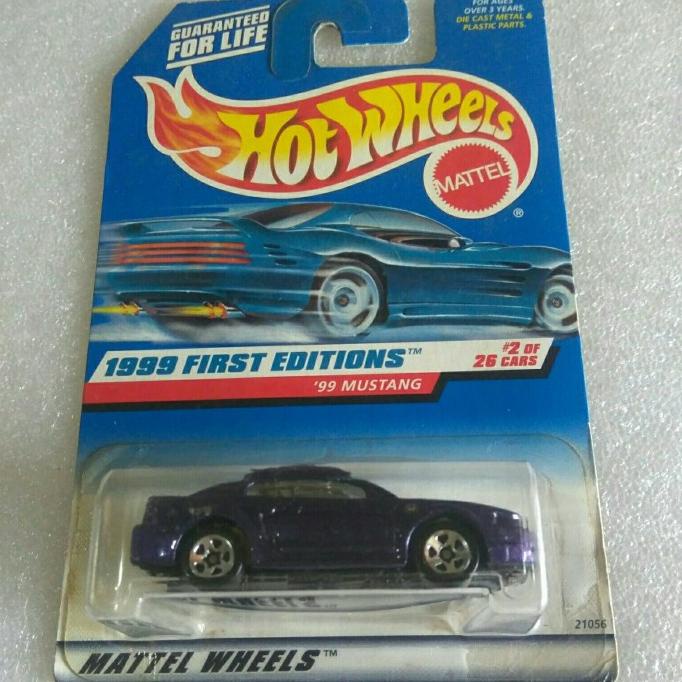 GUARANTEED
FOR LIFE
FOR AGES
OVER 3 YEARS.
DIE CAST METAL &
PLASTIC PARTS.
HOT WHEELS
MATTEL
®
1999 FIRST EDITIONS™
'99 MUSTANG
#2 OF
26 CARS
21056
MATTEL WHEELS™